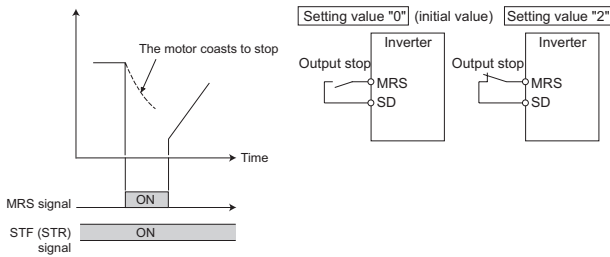 The motor coasts to stop
Time
MRS signal
ON
STF (STR)
signal
ON
Setting value "0" (initial value)
Inverter
Output stop
MRS
SD
Setting value "2"
Inverter
Output stop
MRS
SD